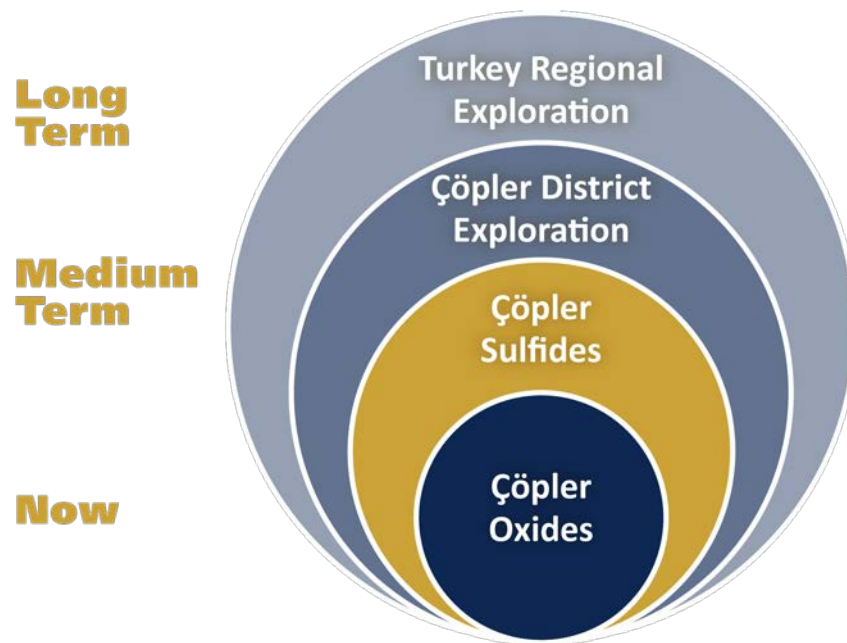 Long
Term
Turkey Regional
Exploration
Çöpler District
Exploration
Medium
Term
Çöpler
Sulfides
Now
Çöpler
Oxides